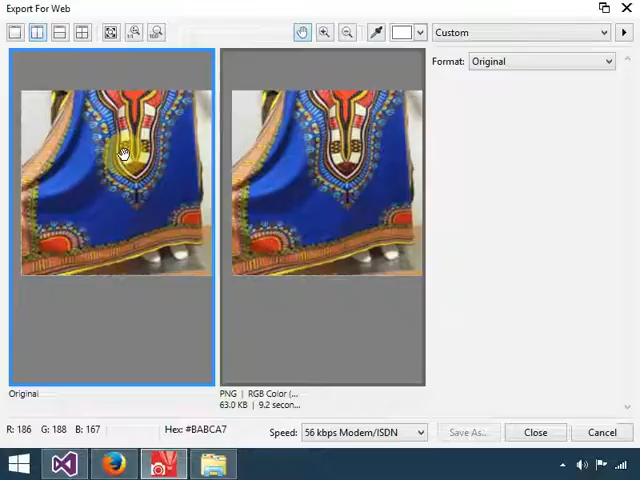 Export For Web
Custom
Format: Original
Original
PNG | RGB Color (...
63.0 KB | 9.2 secon...
R: 186 G: 188 B: 167 Hex: #BABCA7 Speed: 56 kbps Modem/ISDN Save As... Close Cancel